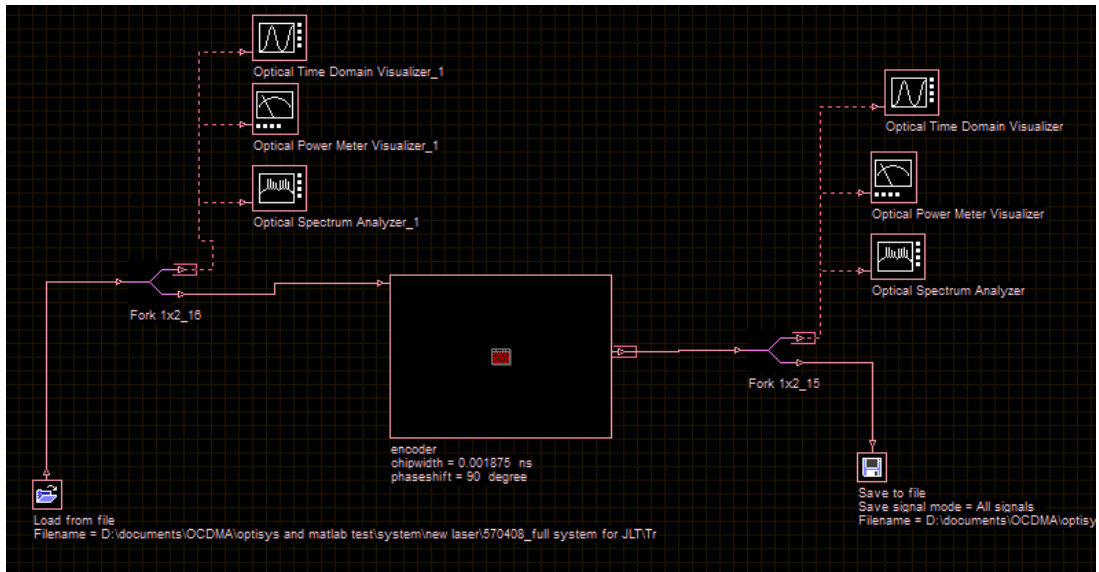 Optical Time Domain Visualizer_1
Optical Power Meter Visualizer_1
Optical Spectrum Analyzer_1
Fork 1x2_16
Load from file
Filename = D:\documents\OCDMA\optisys and matlab test\system\new laser\570408_full system for JLT\Tr
encoder
chipwidth = 0.001875 ns
phaseshift = 90 degree
Optical Time Domain Visualizer
Optical Power Meter Visualizer
Optical Spectrum Analyzer
Fork 1x2_15
Save to file
Save signal mode = All signals
Filename = D:\documents\OCDMA\optisy